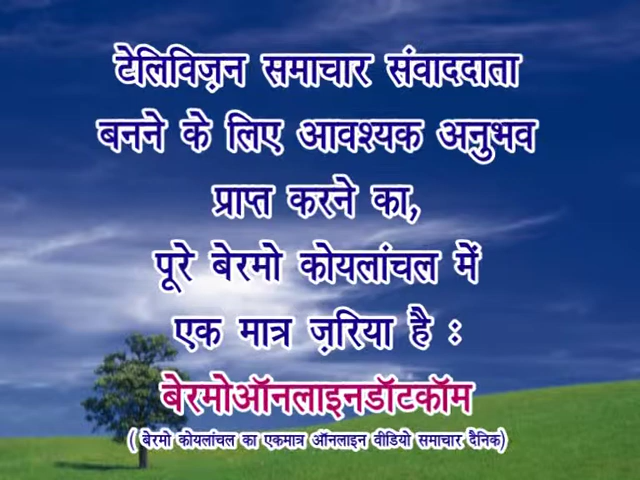 टेलिविज़न समाचार संवाददाता
बनने के लिए आवश्यक अनुभव
प्राप्त करने का,
पूरे बेरमो कोयलांचल में
एक मात्र ज़रिया है :
बेरमोऑनलाइनडॉटकॉम
( बेरमो कोयलांचल का एकमात्र ऑनलाइन वीडियो समाचार दैनिक)